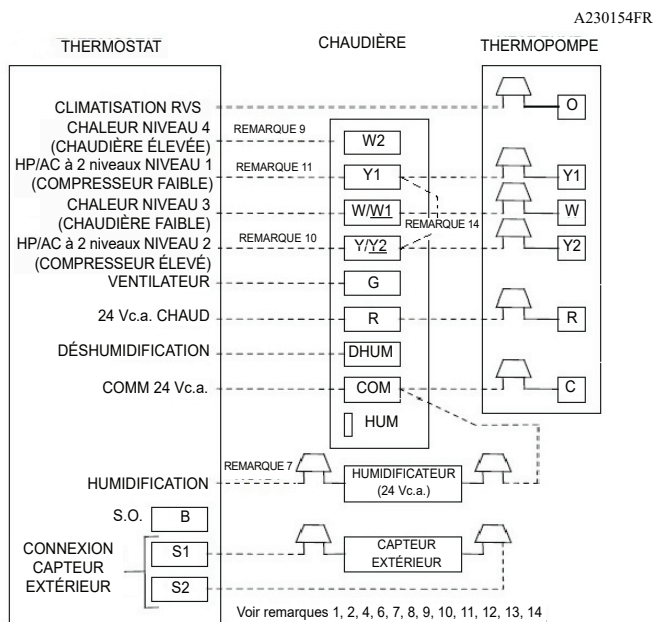 A230154FR
THERMOSTAT
CHAUDIÈRE
THERMOPOMPE
CLIMATISATION RVS
O
CHALEUR NIVEAU 4
(CHAUDIÈRE ÉLEVÉE)
REMARQUE 9
W2
HP/AC à 2 niveaux NIVEAU 1
(COMPRESSEUR FAIBLE)
REMARQUE 11
Y1
Y1
CHALEUR NIVEAU 3
(CHAUDIÈRE FAIBLE)
W/W1
REMARQUE 14
W
HP/AC à 2 niveaux NIVEAU 2
(COMPRESSEUR ÉLEVÉ)
REMARQUE 10
Y/Y2
Y2
VENTILATEUR
G
24 Vc.a. CHAUD
R
R
DÉSHUMIDIFICATION
DHUM
COMM 24 Vc.a.
COM
C
HUM
HUMIDIFICATION
REMARQUE 7
HUMIDIFICATEUR
(24 Vc.a.)
S.O.
B
CONNEXION
CAPTEUR
EXTÉRIEUR
S1
S2
CAPTEUR
EXTÉRIEUR
Voir remarques 1, 2, 4, 6, 7, 8, 9, 10, 11, 12, 13, 14